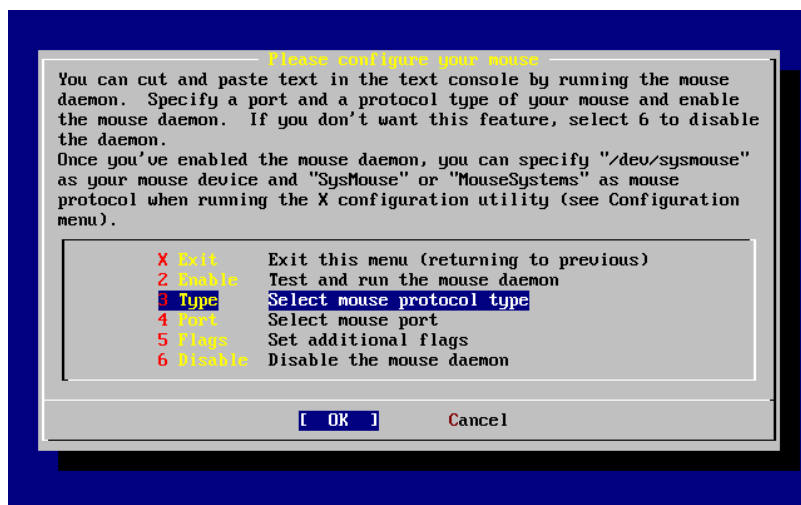 Please configure your mouse
You can cut and paste text in the text console by running the mouse
daemon.  Specify a port and a protocol type of your mouse and enable
the mouse daemon.  If you don't want this feature, select 6 to disable
the daemon.
Once you've enabled the mouse daemon, you can specify "/dev/sysmouse"
as your mouse device and "SysMouse" or "MouseSystems" as mouse
protocol when running the X configuration utility (see Configuration
menu).
X Exit Exit this menu (returning to previous)
2 Enable Test and run the mouse daemon
3 Type Select mouse protocol type
4 Port Select mouse port
5 Flags Set additional flags
6 Disable Disable the mouse daemon
[ OK ] Cancel